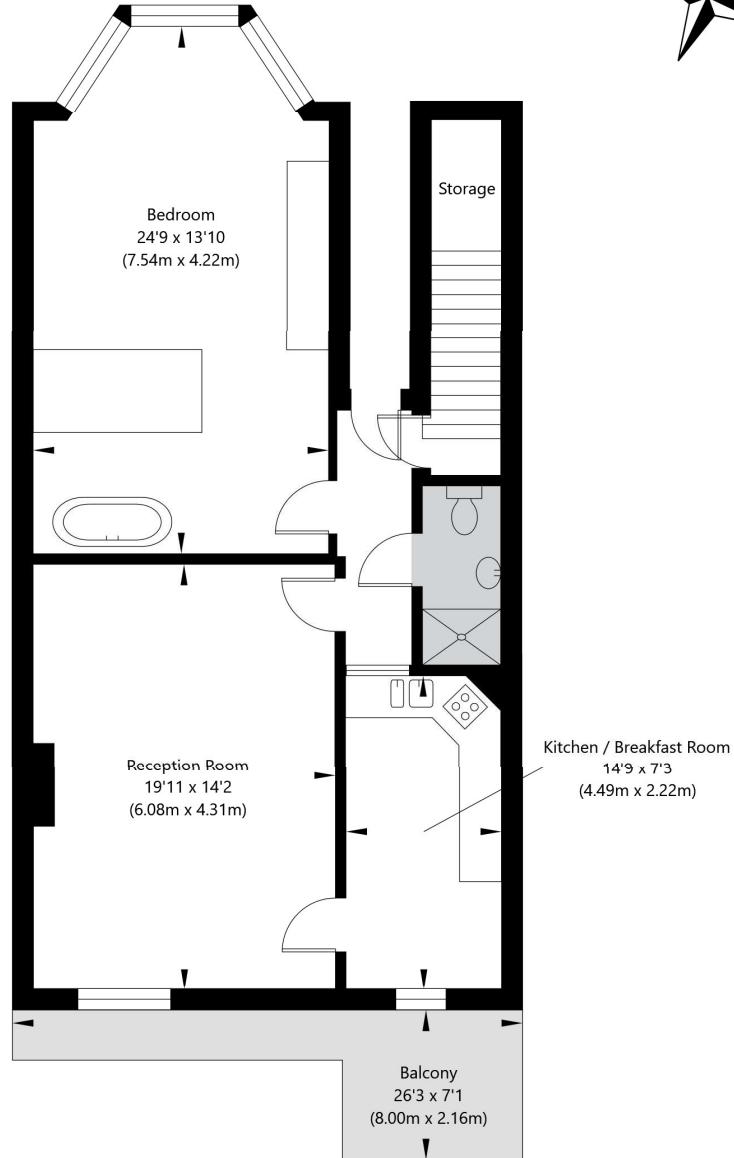 Storage
Bedroom
24'9 x 13'10
(7.54m x 4.22m)
Kitchen / Breakfast Room
14'9 x 7'3
(4.49m x 2.22m)
Reception Room
19'11 x 14'2
(6.08m x 4.31m)
Balcony
26'3 x 7'1
(8.00m x 2.16m)